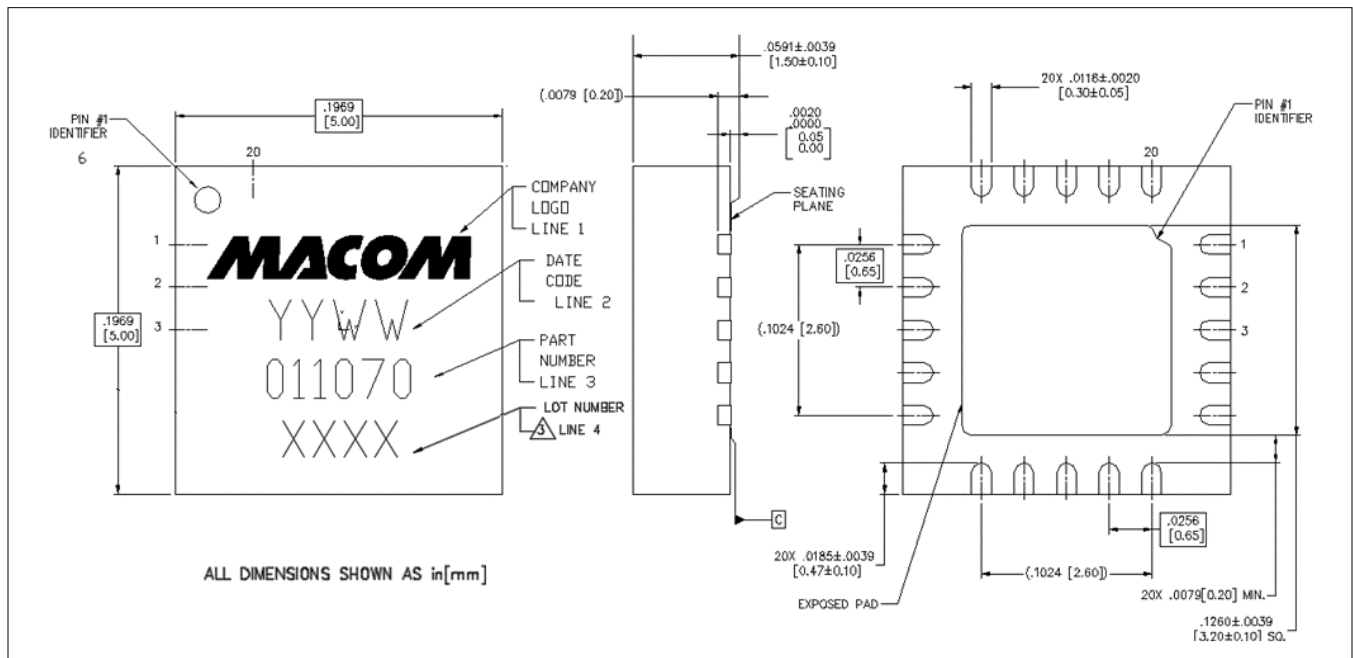 PIN #1
IDENTIFIER
6
.1969
[5.00]
20
1
2
3
.1969
[5.00]
MACOM
YYWW
011070
XXXX
COMPANY
LOGO
LINE 1
DATE
CODE
LINE 2
PART
NUMBER
LINE 3
LOT NUMBER
3 LINE 4
ALL DIMENSIONS SHOWN AS in[mm]
.0591±.0039
[1.50±0.10]
(.0079 [0.20])
.0020
.0000
[0.05
0.00]
SEATING
PLANE
C
20X .0118±.0020
[0.30±0.05]
PIN #1
IDENTIFIER
20
1
2
3
.0256
[0.65]
(.1024 [2.60])
20X .0185±.0039
[0.47±0.10]
EXPOSED PAD
(.1024 [2.60])
.0256
[0.65]
20X .0079[0.20] MIN.
.1260±.0039
[3.20±0.10] SQ.